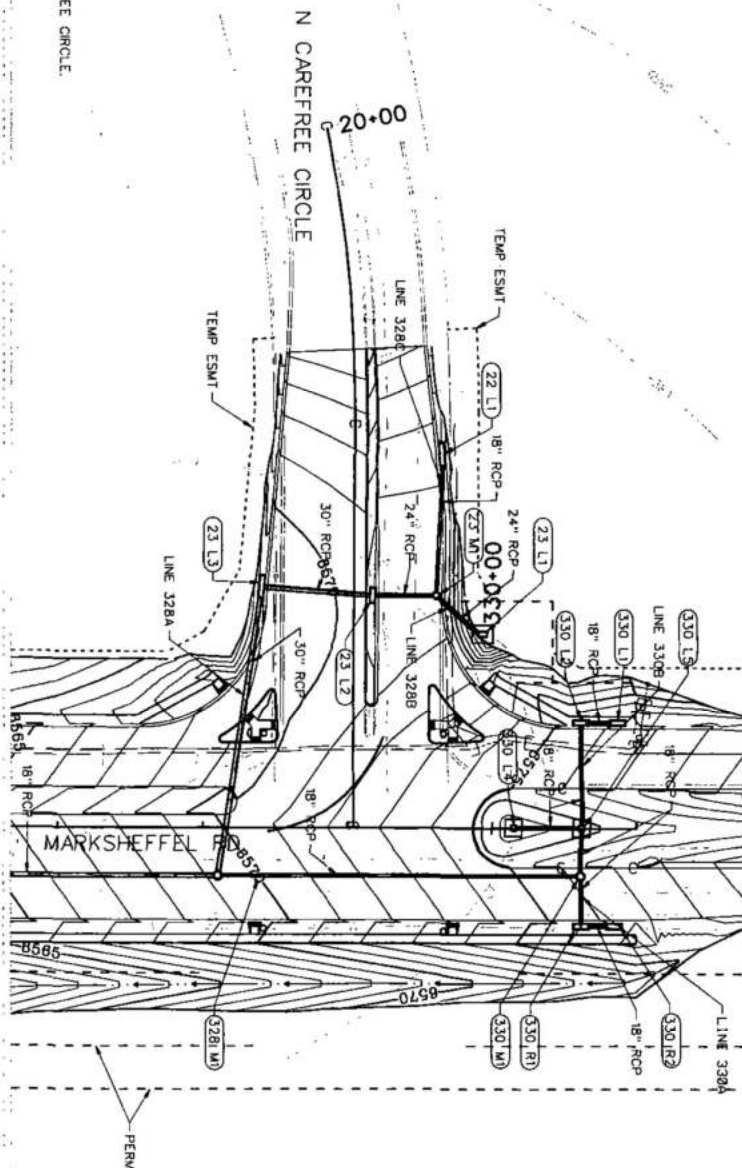 EE CIRCLE.
N CAREFREE CIRCLE
20+00
TEMP ESMT
LINE 328C
TEMP ESMT
22 L1
18" RCP
24" RCP
23 M1
23 L1
330+00
30" RCP
24" RCP
23 L3
LINE 328A
23 L2
LINE 328B
30" RCP
330 L2
18" RCP
330 L1
LINE 330B
330 L5
18" RCP
18" RCP
8575
8565
18" RCP
18" RCP
MARKSHEFFEL RD
8570
8565
8570
328 M1
330 M1
330 R1
18" RCP
330 R2
LINE 330A
PERM